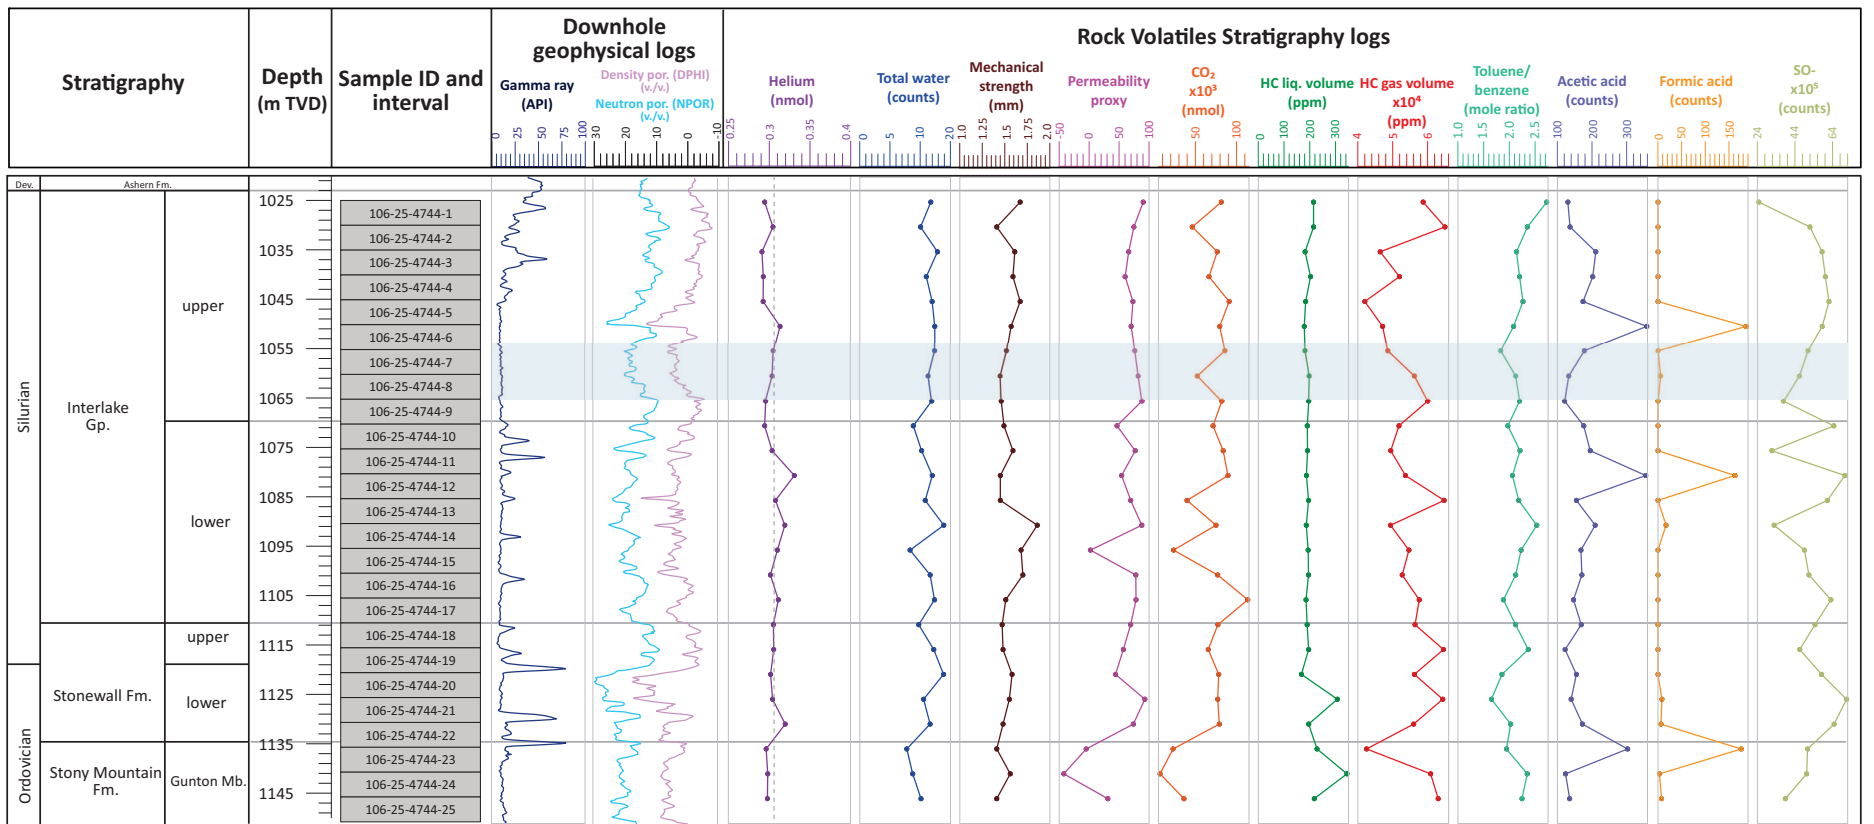 Stratigraphy
Depth
(m TVD)
Sample ID and
interval
Downhole
geophysical logs
Gamma ray
(API)
0 25 50 75 100
Density por. (DPHI)
(v./v.)
Neutron por. (NPOR)
(v./v.)
30 20 10 0 -10
Rock Volatiles Stratigraphy logs
Helium
(nmol)
0.25 0.3 0.35 0.4
Total water
(counts)
0 5 10 20
Mechanical
strength
(mm)
1.0 1.25 1.5 1.75 2.0
Permeability
proxy
-50 0 50 100
CO₂
x10³
(nmol)
50 100
HC liq. volume
(ppm)
0 100 200 300
HC gas volume
x10⁴
(ppm)
4 5 6
Toluene/
benzene
(mole ratio)
1.0 1.5 2.0 2.5
Acetic acid
(counts)
100 200 300
Formic acid
(counts)
0 50 100 150
SO-
x10⁵
(counts)
24 44 64
Dev.
Ashern Fm.
Silurian
Ordovician
Interlake
Gp.
upper
lower
Stonewall Fm.
upper
lower
Stony Mountain
Fm.
Gunton Mb.
1025
1035
1045
1055
1065
1075
1085
1095
1105
1115
1125
1135
1145
106-25-4744-1
106-25-4744-2
106-25-4744-3
106-25-4744-4
106-25-4744-5
106-25-4744-6
106-25-4744-7
106-25-4744-8
106-25-4744-9
106-25-4744-10
106-25-4744-11
106-25-4744-12
106-25-4744-13
106-25-4744-14
106-25-4744-15
106-25-4744-16
106-25-4744-17
106-25-4744-18
106-25-4744-19
106-25-4744-20
106-25-4744-21
106-25-4744-22
106-25-4744-23
106-25-4744-24
106-25-4744-25